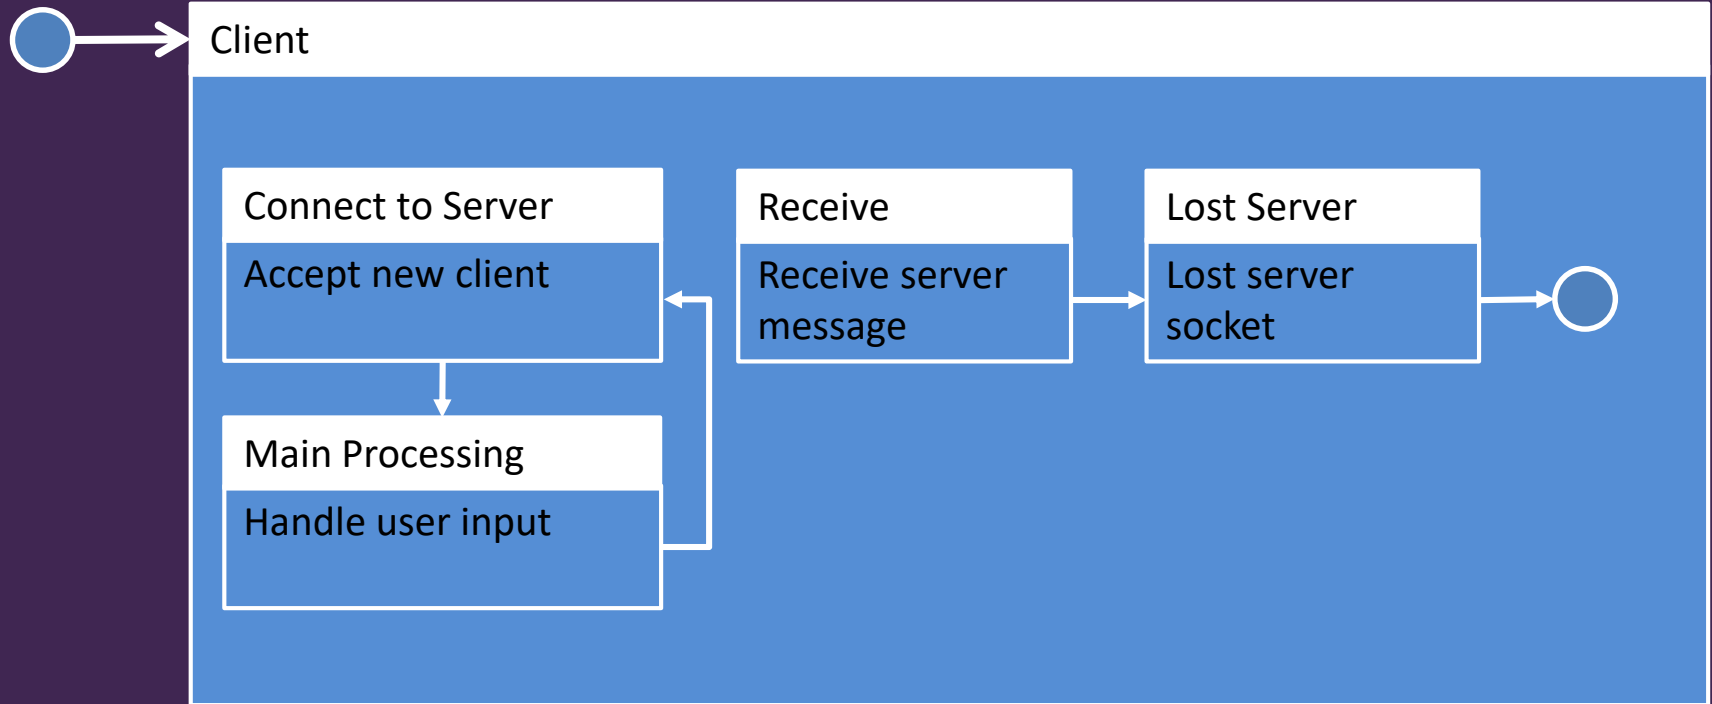 Client
Connect to Server
Accept new client
Receive
Receive server
message
Lost Server
Lost server
socket
Main Processing
Handle user input